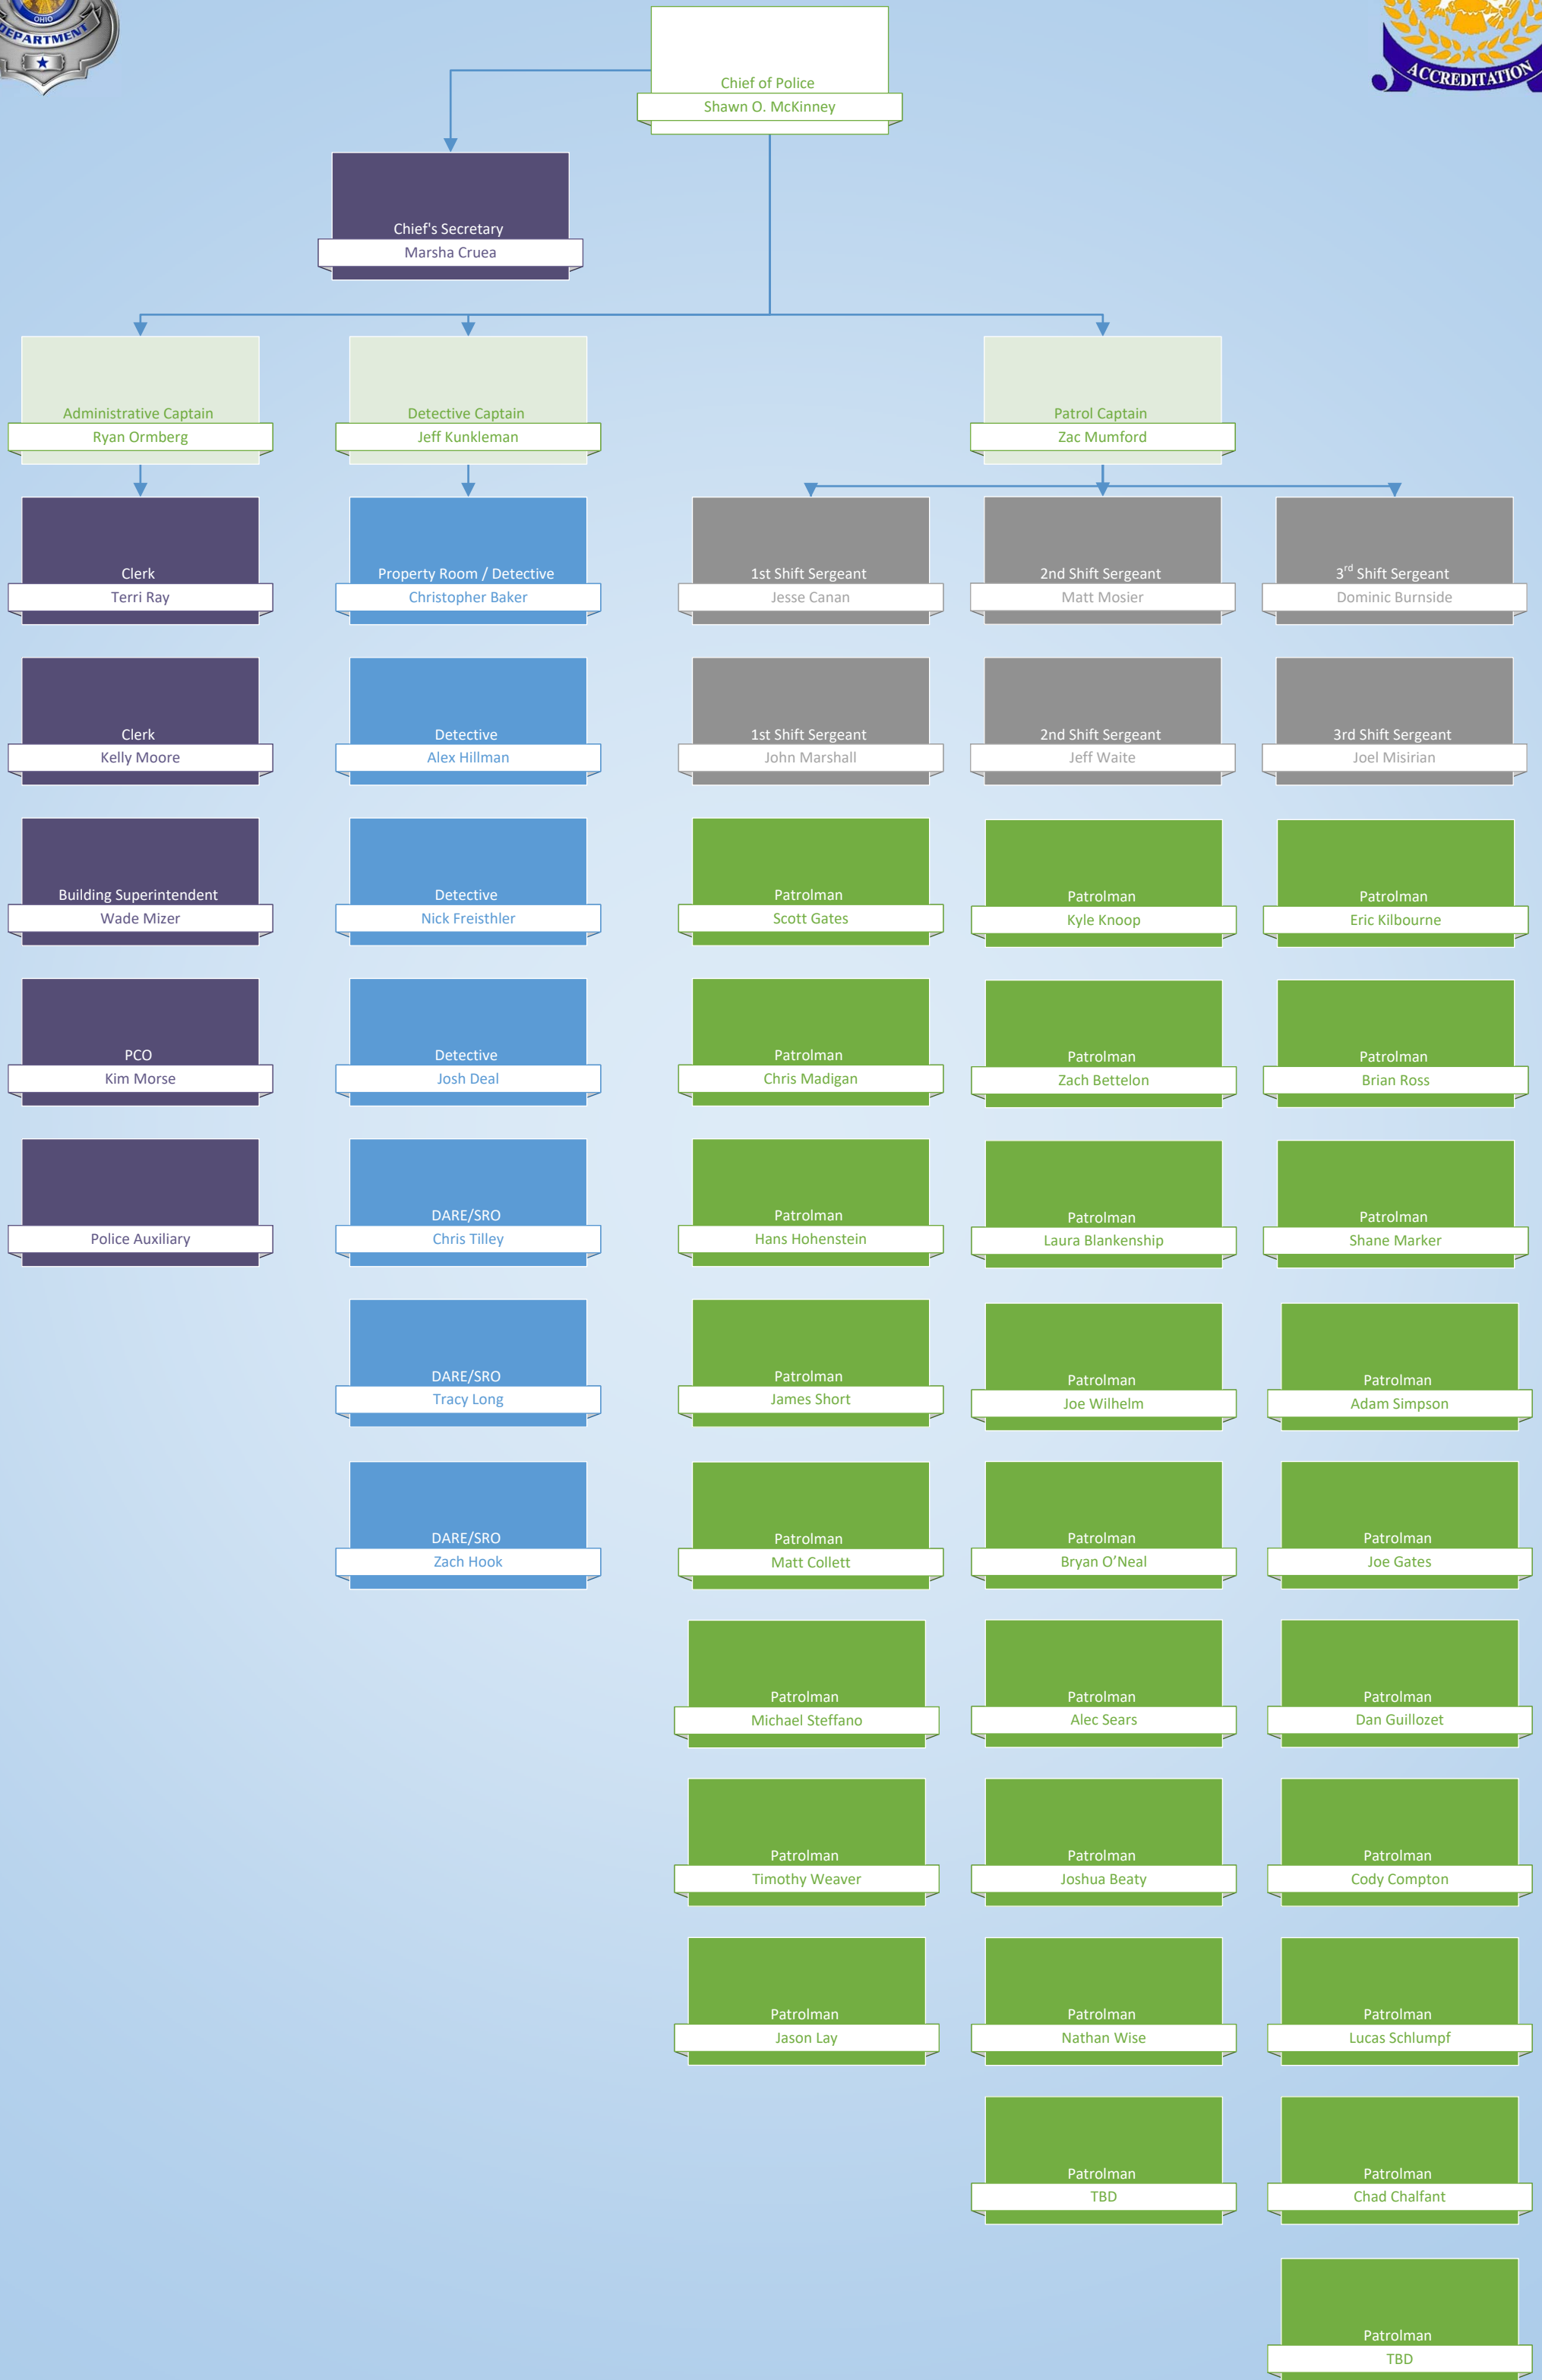 OHIO
DEPARTMENT
ACCREDITATION
Chief of Police
Shawn O. McKinney
Chief's Secretary
Marsha Cruea
Administrative Captain
Ryan Ormberg
Detective Captain
Jeff Kunkleman
Patrol Captain
Zac Mumford
Clerk
Terri Ray
Property Room / Detective
Christopher Baker
1st Shift Sergeant
Jesse Canan
2nd Shift Sergeant
Matt Mosier
3rd Shift Sergeant
Dominic Burnside
Clerk
Kelly Moore
Detective
Alex Hillman
1st Shift Sergeant
John Marshall
2nd Shift Sergeant
Jeff Waite
3rd Shift Sergeant
Joel Misirian
Building Superintendent
Wade Mizer
Detective
Nick Freisthler
Patrolman
Scott Gates
Patrolman
Kyle Knoop
Patrolman
Eric Kilbourne
PCO
Kim Morse
Detective
Josh Deal
Patrolman
Chris Madigan
Patrolman
Zach Bettelon
Patrolman
Brian Ross
Police Auxiliary
DARE/SRO
Chris Tilley
Patrolman
Hans Hohenstein
Patrolman
Laura Blankenship
Patrolman
Shane Marker
DARE/SRO
Tracy Long
Patrolman
James Short
Patrolman
Joe Wilhelm
Patrolman
Adam Simpson
DARE/SRO
Zach Hook
Patrolman
Matt Collett
Patrolman
Bryan O’Neal
Patrolman
Joe Gates
Patrolman
Michael Steffano
Patrolman
Alec Sears
Patrolman
Dan Guillozet
Patrolman
Timothy Weaver
Patrolman
Joshua Beaty
Patrolman
Cody Compton
Patrolman
Jason Lay
Patrolman
Nathan Wise
Patrolman
Lucas Schlumpf
Patrolman
TBD
Patrolman
Chad Chalfant
Patrolman
TBD